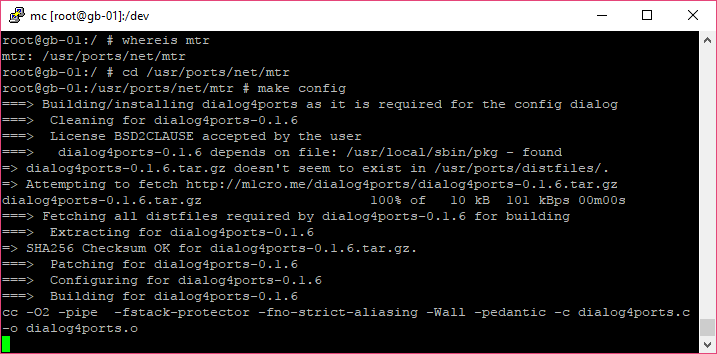 mc [root@gb-01]:/dev
root@gb-01:/ # whereis mtr
mtr: /usr/ports/net/mtr
root@gb-01:/ # cd /usr/ports/net/mtr
root@gb-01:/usr/ports/net/mtr # make config
===> Building/installing dialog4ports as it is required for the config dialog
===>  Cleaning for dialog4ports-0.1.6
===>  License BSD2CLAUSE accepted by the user
===>   dialog4ports-0.1.6 depends on file: /usr/local/sbin/pkg - found
=> dialog4ports-0.1.6.tar.gz doesn't seem to exist in /usr/ports/distfiles/.
=> Attempting to fetch http://m1cro.me/dialog4ports/dialog4ports-0.1.6.tar.gz
dialog4ports-0.1.6.tar.gz                     100% of   10 kB  101 kBps 00m00s
===> Fetching all distfiles required by dialog4ports-0.1.6 for building
===>  Extracting for dialog4ports-0.1.6
=> SHA256 Checksum OK for dialog4ports-0.1.6.tar.gz.
===>  Patching for dialog4ports-0.1.6
===>  Configuring for dialog4ports-0.1.6
===>  Building for dialog4ports-0.1.6
cc -O2 -pipe  -fstack-protector -fno-strict-aliasing -Wall -pedantic -c dialog4ports.c
-o dialog4ports.o